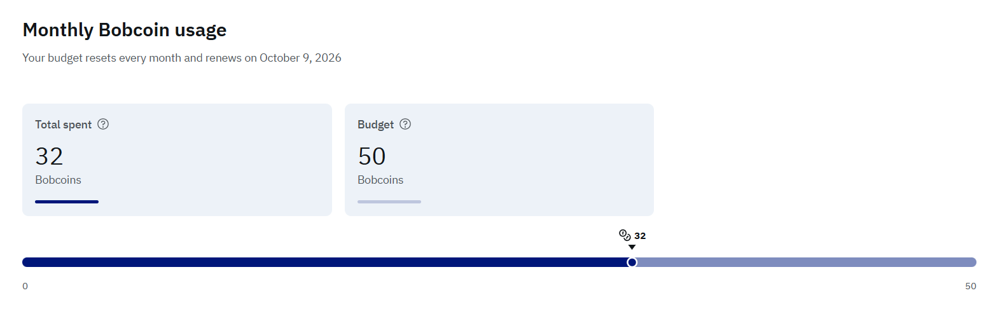 Monthly Bobcoin usage
Your budget resets every month and renews on October 9, 2026
Total spent
32
Bobcoins
Budget
50
Bobcoins
32
0
50